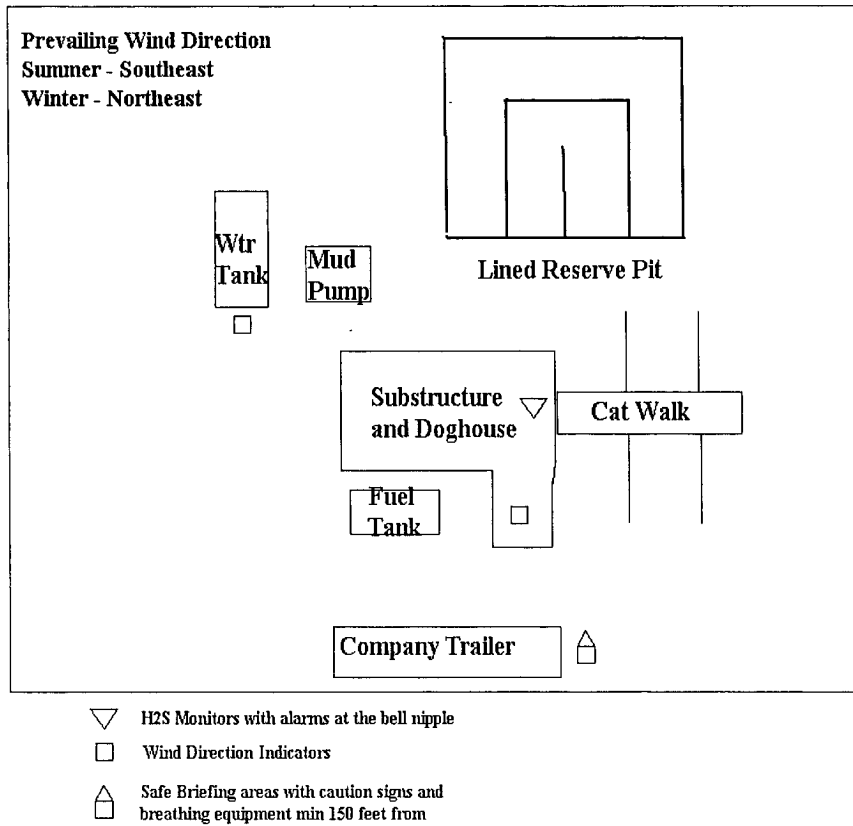 Prevailing Wind Direction
Summer - Southeast
Winter - Northeast
Wtr
Tank
Mud
Pump
Lined Reserve Pit
Substructure
and Doghouse
Cat Walk
Fuel
Tank
Company Trailer
H2S Monitors with alarms at the bell nipple
Wind Direction Indicators
Safe Briefing areas with caution signs and
breathing equipment min 150 feet from